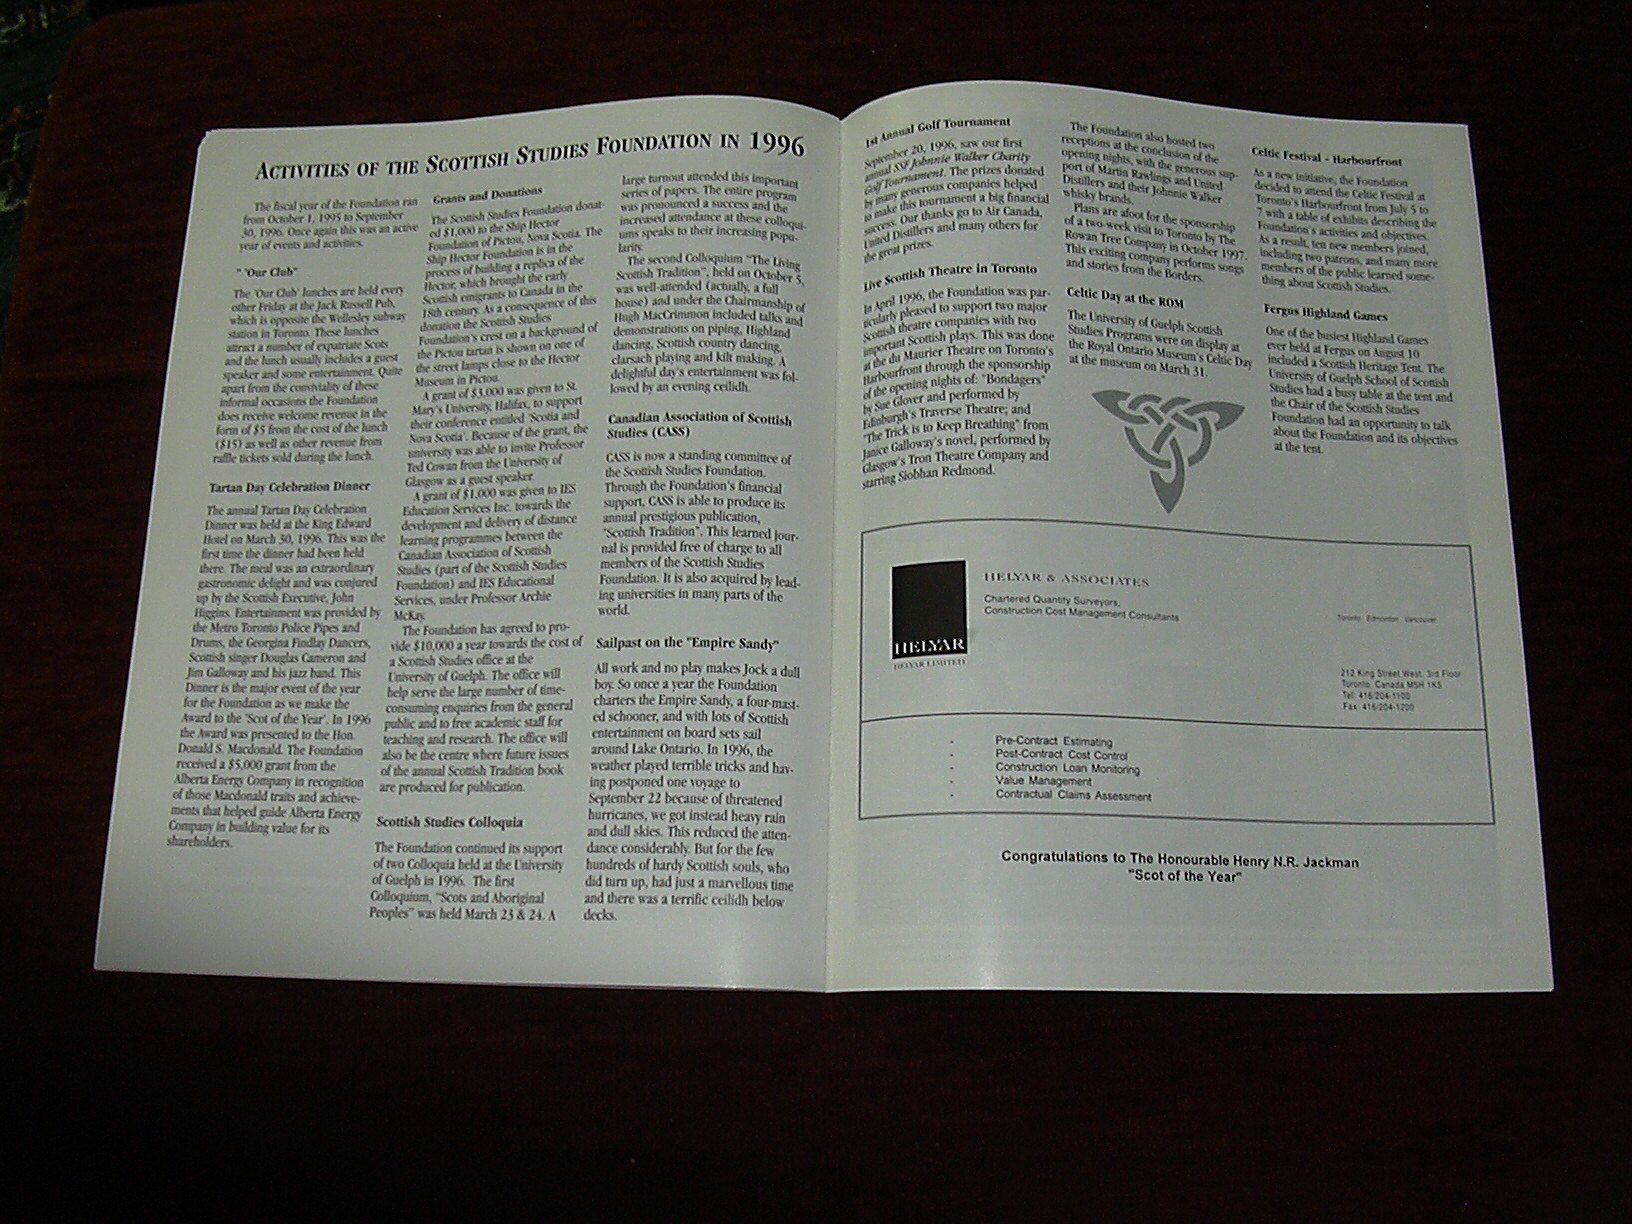 ACTIVITIES OF THE SCOTTISH STUDIES FOUNDATION IN 1996
The fiscal year of the Foundation ran
from October 1, 1995 to September
30, 1996. Once again this was an active
year of events and activities.
" 'Our Club"
The 'Our Club' lunches are held every
other Friday at the Jack Russell Pub,
which is opposite the Wellesley subway
station in Toronto. These lunches
attract a number of expatriate Scots
and the lunch usually includes a guest
speaker and some entertainment. Quite
apart from the conviviality of these
informal occasions the Foundation
does receive welcome revenue in the
form of $5 from the cost of the lunch
($15) as well as other revenue from
raffle tickets sold during the lunch.
Tartan Day Celebration Dinner
The annual Tartan Day Celebration
Dinner was held at the King Edward
Hotel on March 30, 1996. This was the
first time the dinner had been held
there. The meal was an extraordinary
gastronomic delight and was conjured
up by the Scottish Executive, John
Higgins. Entertainment was provided by
the Metro Toronto Police Pipes and
Drums, the Georgina Findlay Dancers,
Scottish singer Douglas Cameron and
Jim Galloway and his jazz band. This
Dinner is the major event of the year
for the Foundation as we make the
Award to the 'Scot of the Year'. In 1996
the Award was presented to the Hon.
Donald S. Macdonald. The Foundation
received a $5,000 grant from the
Alberta Energy Company in recognition
of those Macdonald traits and achieve-
ments that helped guide Alberta Energy
Company in building value for its
shareholders.
Grants and Donations
The Scottish Studies Foundation donat-
ed $1,000 to the Ship Hector
Foundation of Pictou, Nova Scotia. The
Ship Hector Foundation is in the
process of building a replica of the
Hector, which brought the early
Scottish emigrants to Canada in the
18th century. As a consequence of this
donation the Scottish Studies
Foundation's crest on a background of
the Pictou tartan is shown on one of
the street lamps close to the Hector
Museum in Pictou.
A grant of $3,000 was given to St.
Mary's University, Halifax, to support
their conference entitled 'Scotia and
Nova Scotia'. Because of the grant, the
university was able to invite Professor
Ted Cowan from the University of
Glasgow as a guest speaker.
A grant of $1,000 was given to IES
Education Services Inc. towards the
development and delivery of distance
learning programmes between the
Canadian Association of Scottish
Studies (part of the Scottish Studies
Foundation) and IES Educational
Services, under Professor Archie
McKay.
The Foundation has agreed to pro-
vide $10,000 a year towards the cost of
a Scottish Studies office at the
University of Guelph. The office will
help serve the large number of time-
consuming enquiries from the general
public and to free academic staff for
teaching and research. The office will
also be the centre where future issues
of the annual Scottish Tradition book
are produced for publication.
Scottish Studies Colloquia
The Foundation continued its support
of two Colloquia held at the University
of Guelph in 1996. The first
Colloquium, "Scots and Aboriginal
Peoples" was held March 23 & 24. A
large turnout attended this important
series of papers. The entire program
was pronounced a success and the
increased attendance at these colloqui-
ums speaks to their increasing popu-
larity.
The second Colloquium "The Living
Scottish Tradition", held on October 5,
was well-attended (actually, a full
house) and under the Chairmanship of
Hugh MacCrimmon included talks and
demonstrations on piping, Highland
dancing, Scottish country dancing,
clarsach playing and kilt making. A
delightful day's entertainment was fol-
lowed by an evening ceilidh.
Canadian Association of Scottish
Studies (CASS)
CASS is now a standing committee of
the Scottish Studies Foundation.
Through the Foundation's financial
support, CASS is able to produce its
annual prestigious publication,
"Scottish Tradition". This learned jour-
nal is provided free of charge to all
members of the Scottish Studies
Foundation. It is also acquired by lead-
ing universities in many parts of the
world.
Sailpast on the "Empire Sandy"
All work and no play makes Jock a dull
boy. So once a year the Foundation
charters the Empire Sandy, a four-mast-
ed schooner, and with lots of Scottish
entertainment on board sets sail
around Lake Ontario. In 1996, the
weather played terrible tricks and hav-
ing postponed one voyage to
September 22 because of threatened
hurricanes, we got instead heavy rain
and dull skies. This reduced the atten-
dance considerably. But for the few
hundreds of hardy Scottish souls, who
did turn up, had just a marvellous time
and there was a terrific ceilidh below
decks.
1st Annual Golf Tournament
September 20, 1996, saw our first
annual SSF Johnnie Walker Charity
Golf Tournament. The prizes donated
by many generous companies helped
to make this tournament a big financial
success. Our thanks go to Air Canada,
United Distillers and many others for
the great prizes.
Live Scottish Theatre in Toronto
In April 1996, the Foundation was par-
ticularly pleased to support two major
Scottish theatre companies with two
important Scottish plays. This was done
at the du Maurier Theatre on Toronto's
Harbourfront through the sponsorship
of the opening nights of: "Bondagers"
by Sue Glover and performed by
Edinburgh's Traverse Theatre; and
"The Trick is to Keep Breathing" from
Janice Galloway's novel, performed by
Glasgow's Tron Theatre Company and
starring Siobhan Redmond.
The Foundation also hosted two
receptions at the conclusion of the
opening nights, with the generous sup-
port of Martin Rawlings and United
Distillers and their Johnnie Walker
whisky brands.
Plans are afoot for the sponsorship
of a two-week visit to Toronto by The
Rowan Tree Company in October 1997.
This exciting company performs songs
and stories from the Borders.
Celtic Day at the ROM
The University of Guelph Scottish
Studies Programs were on display at
the Royal Ontario Museum's Celtic Day
at the museum on March 31.
Celtic Festival - Harbourfront
As a new initiative, the Foundation
decided to attend the Celtic Festival at
Toronto's Harbourfront from July 5 to
7 with a table of exhibits describing the
Foundation's activities and objectives.
As a result, ten new members joined,
including two patrons, and many more
members of the public learned some-
thing about Scottish Studies.
Fergus Highland Games
One of the busiest Highland Games
ever held at Fergus on August 10
included a Scottish Heritage Tent. The
University of Guelph School of Scottish
Studies had a busy table at the tent and
the Chair of the Scottish Studies
Foundation had an opportunity to talk
about the Foundation and its objectives
at the tent.
HELYAR
HELYAR LIMITED
HELYAR & ASSOCIATES
Chartered Quantity Surveyors,
Construction Cost Management Consultants
Toronto Edmonton Vancouver
212 King Street West, 3rd Floor
Toronto, Canada M5H 1K5
Tel: 416/204-1100
Fax: 416/204-1200
- Pre-Contract Estimating
- Post-Contract Cost Control
- Construction Loan Monitoring
- Value Management
- Contractual Claims Assessment
Congratulations to The Honourable Henry N.R. Jackman
"Scot of the Year"